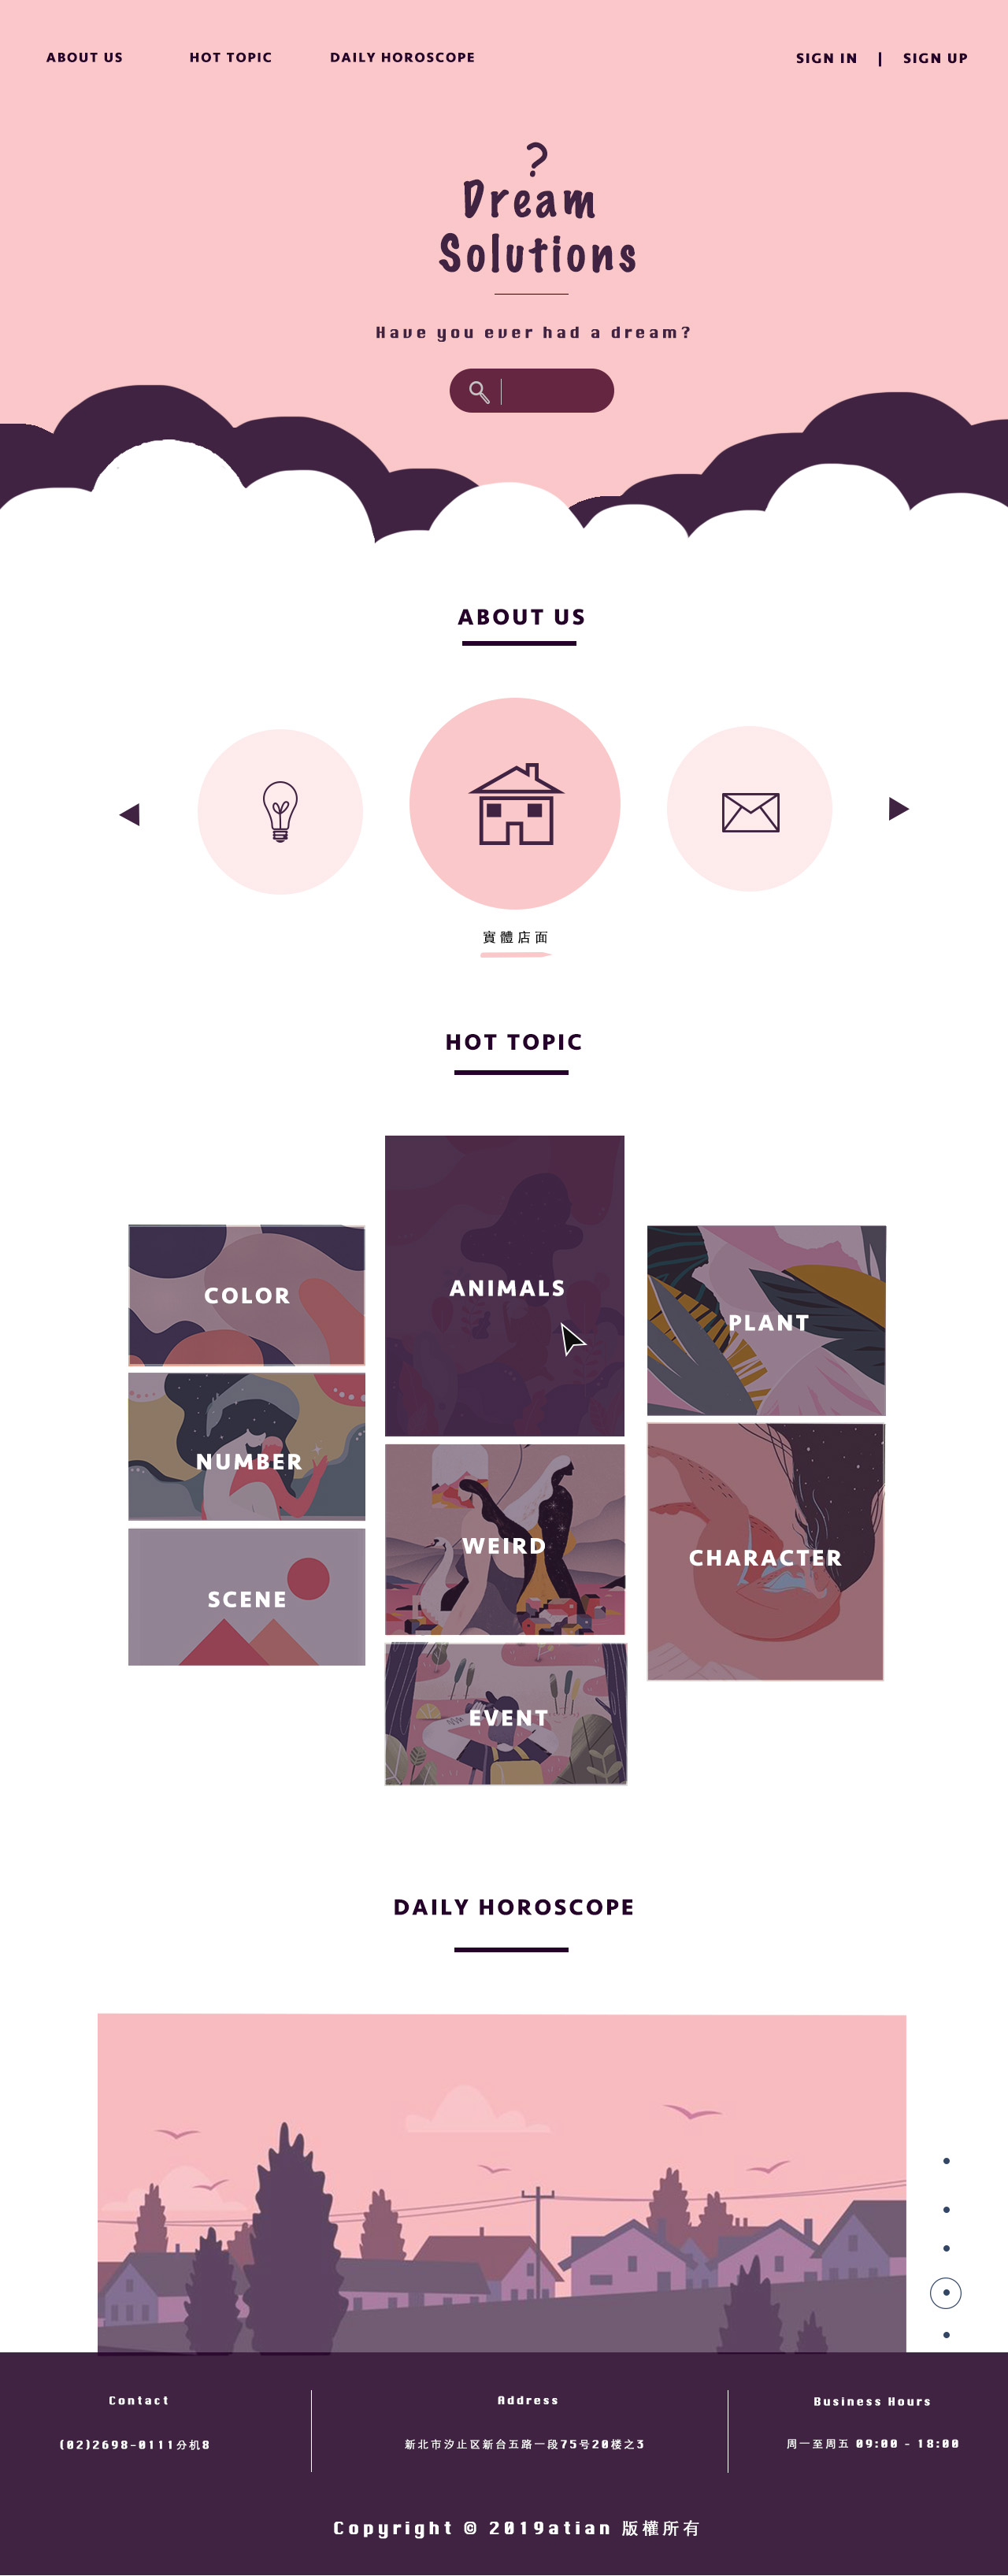 ABOUT US HOT TOPIC DAILY HOROSCOPE SIGN IN | SIGN UP
?
Dream
Solutions
Have you ever had a dream?
ABOUT US
實體店面
HOT TOPIC
COLOR
NUMBER
SCENE
ANIMALS
WEIRD
EVENT
PLANT
CHARACTER
DAILY HOROSCOPE
Contact
(02)2698-0111分机8
Address
新北市汐止区新台五路一段75号20楼之3
Business Hours
周一至周五 09:00 - 18:00
Copyright © 2019atian 版權所有